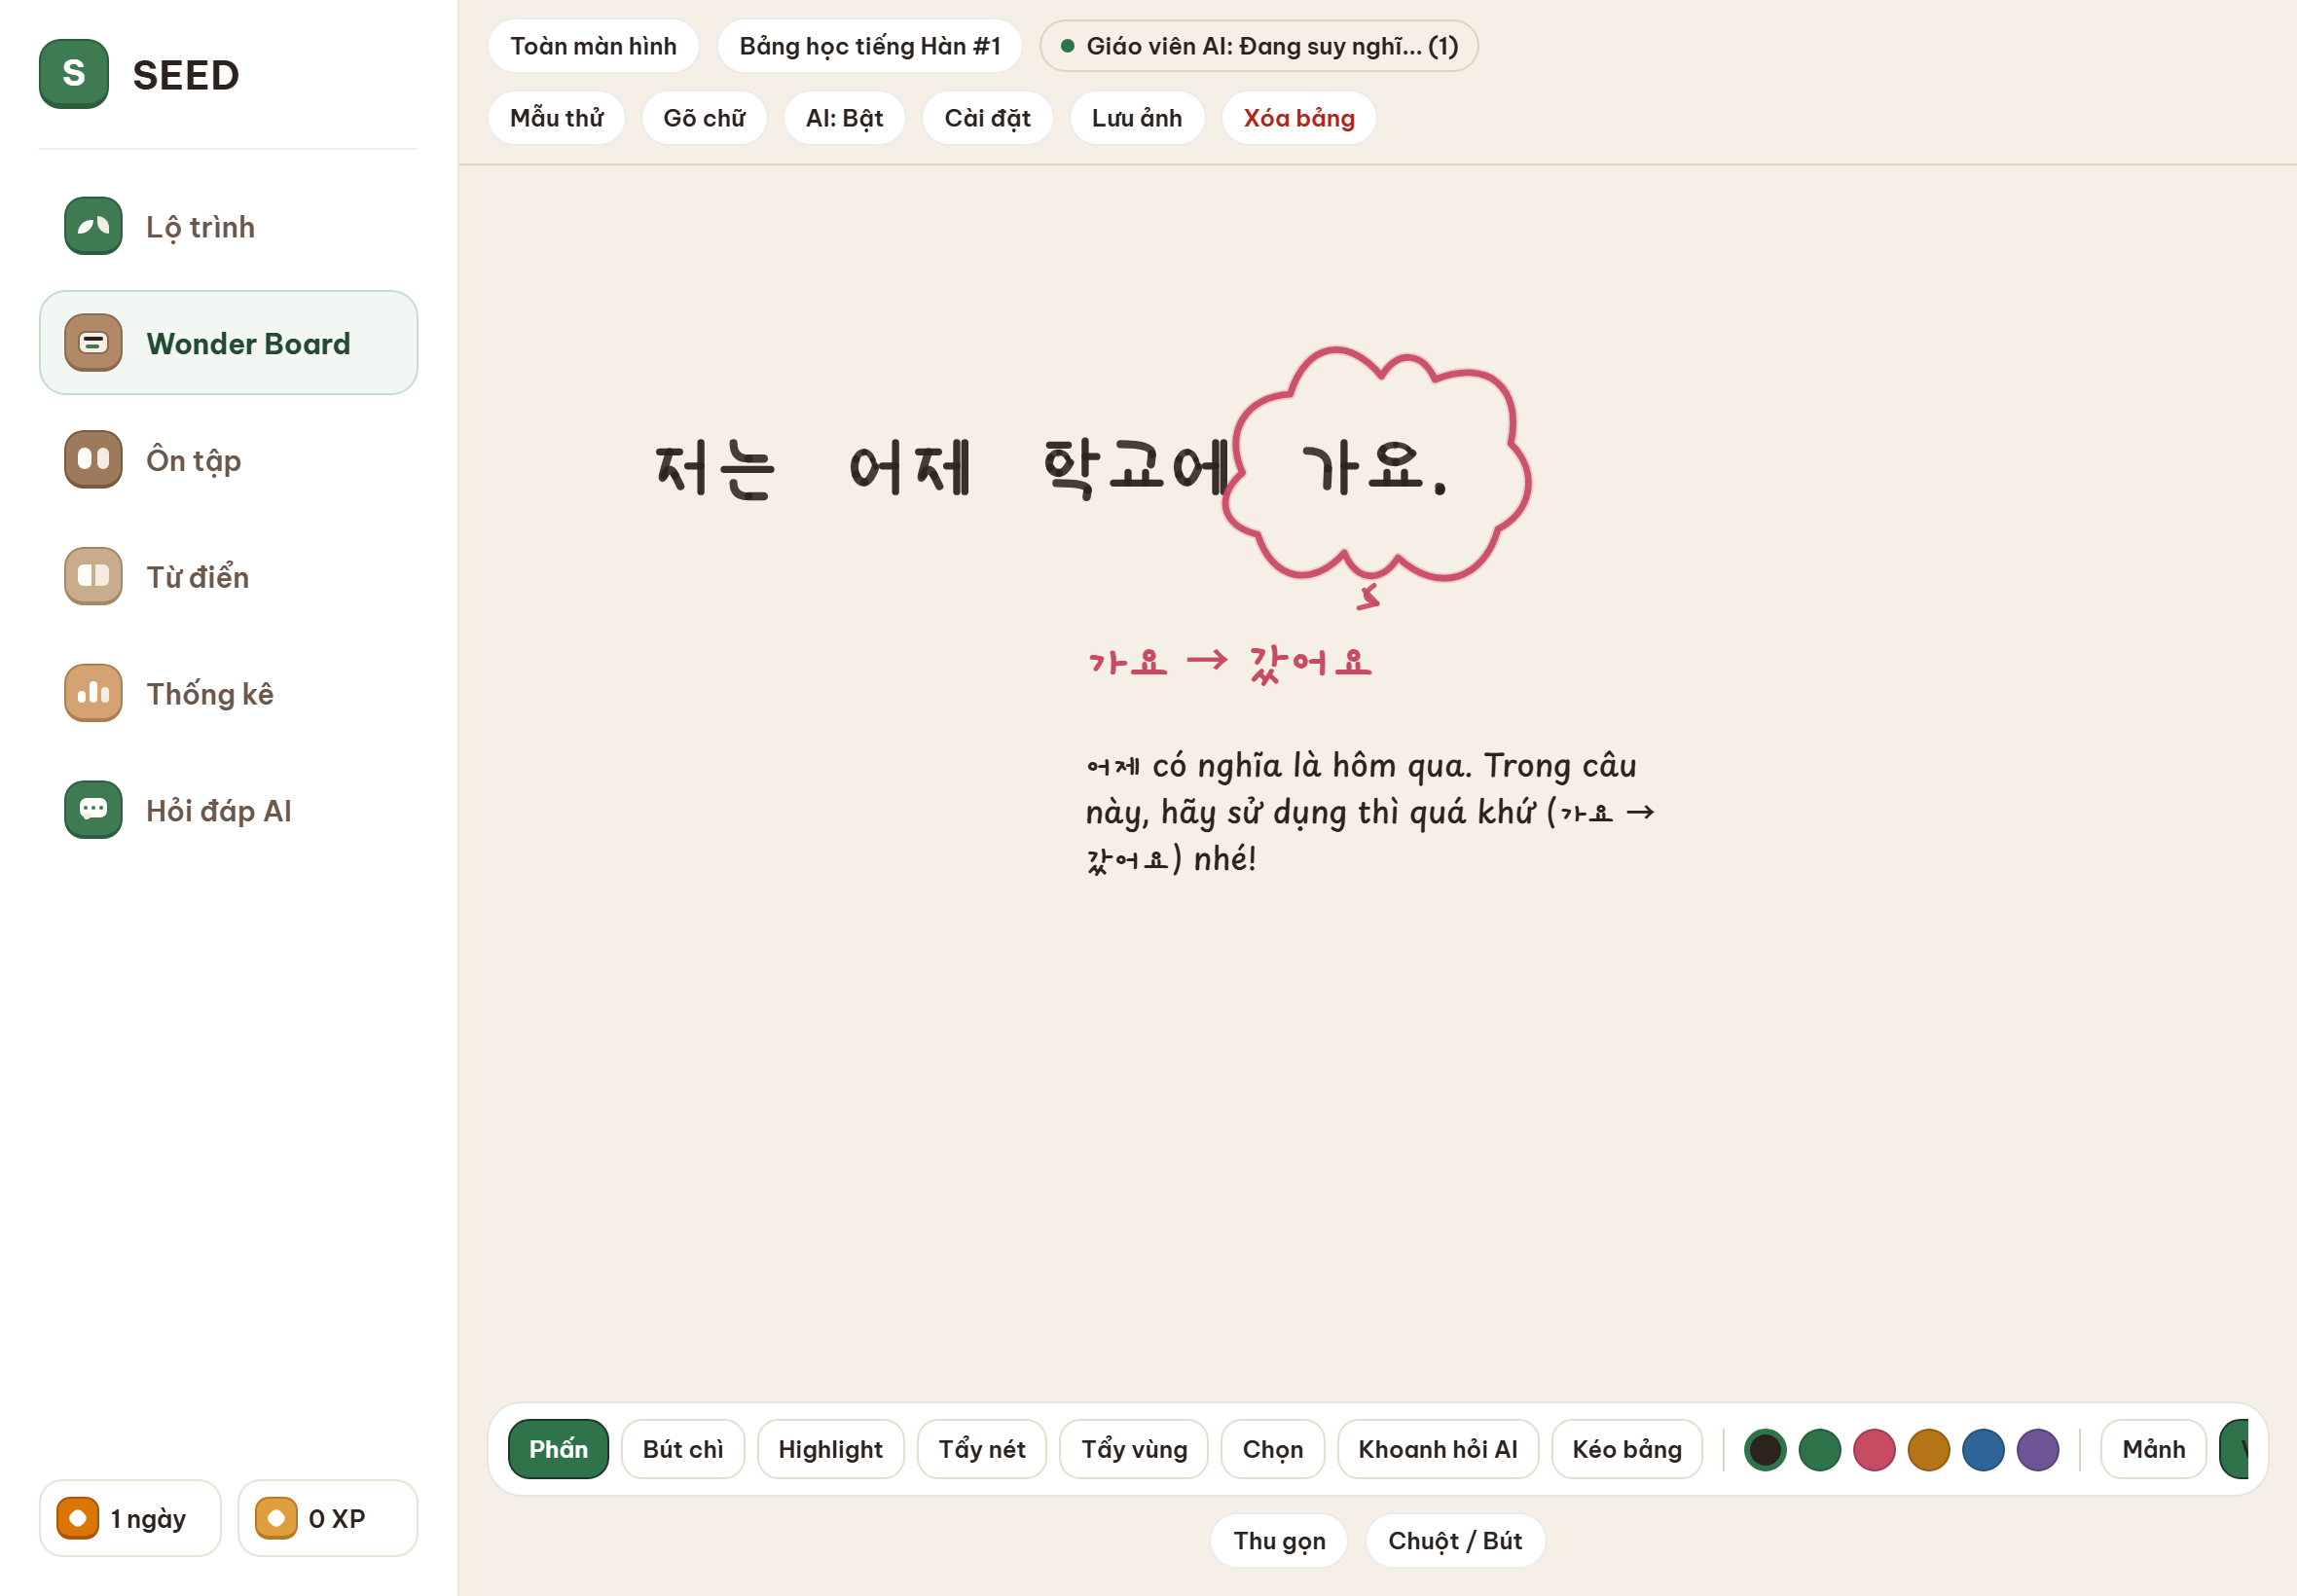 S SEED
Lộ trình
Wonder Board
Ôn tập
Từ điển
Thống kê
Hỏi đáp AI
1 ngày
0 XP
Toàn màn hình
Bảng học tiếng Hàn #1
Giáo viên AI: Đang suy nghĩ... (1)
Mẫu thử
Gõ chữ
AI: Bật
Cài đặt
Lưu ảnh
Xóa bảng
저는 어제 학교에 가요.
가요 → 갔어요
어제 có nghĩa là hôm qua. Trong câu
này, hãy sử dụng thì quá khứ (가요 →
갔어요) nhé!
Phấn
Bút chì
Highlight
Tẩy nét
Tẩy vùng
Chọn
Khoanh hỏi AI
Kéo bảng
Mảnh
Thu gọn
Chuột / Bút